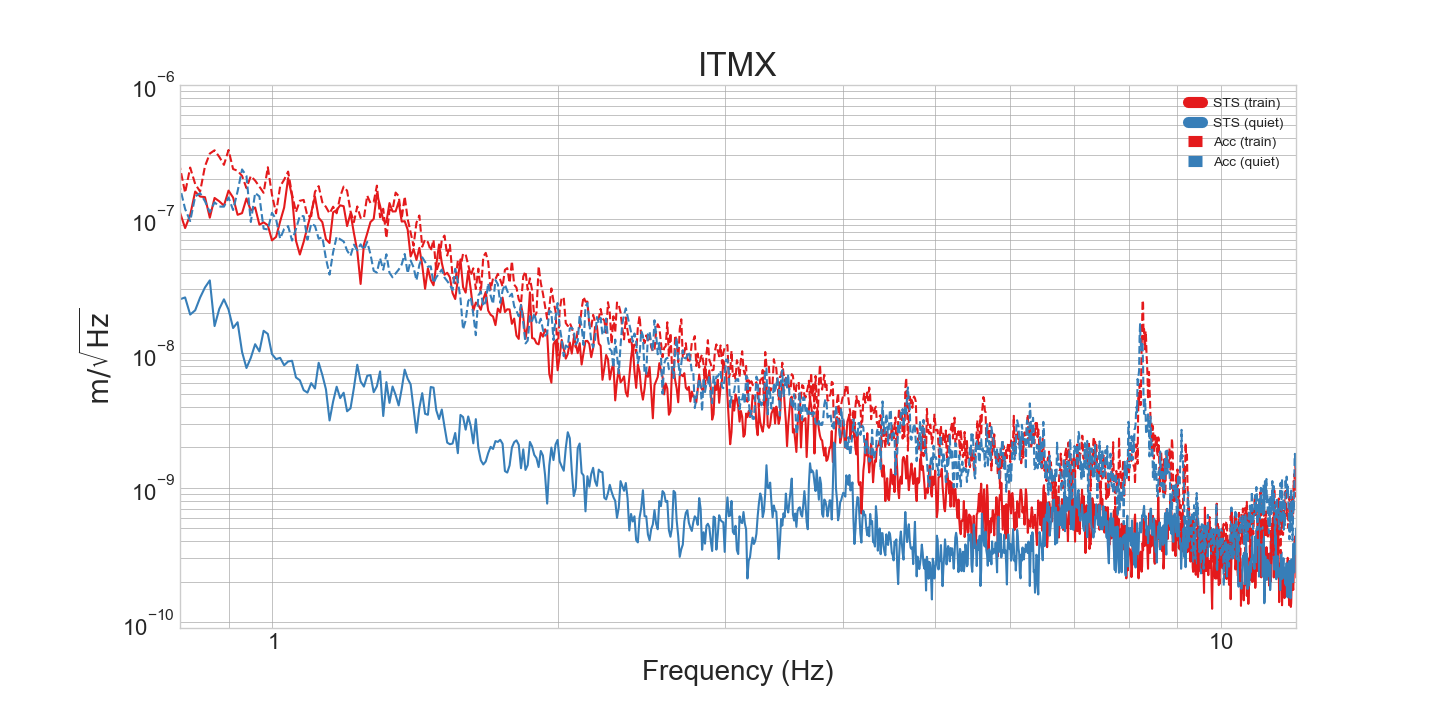 ITMX
10⁻⁶
10⁻⁷
10⁻⁸
10⁻⁹
10⁻¹⁰
m/√Hz
STS (train)
STS (quiet)
Acc (train)
Acc (quiet)
1
10
Frequency (Hz)